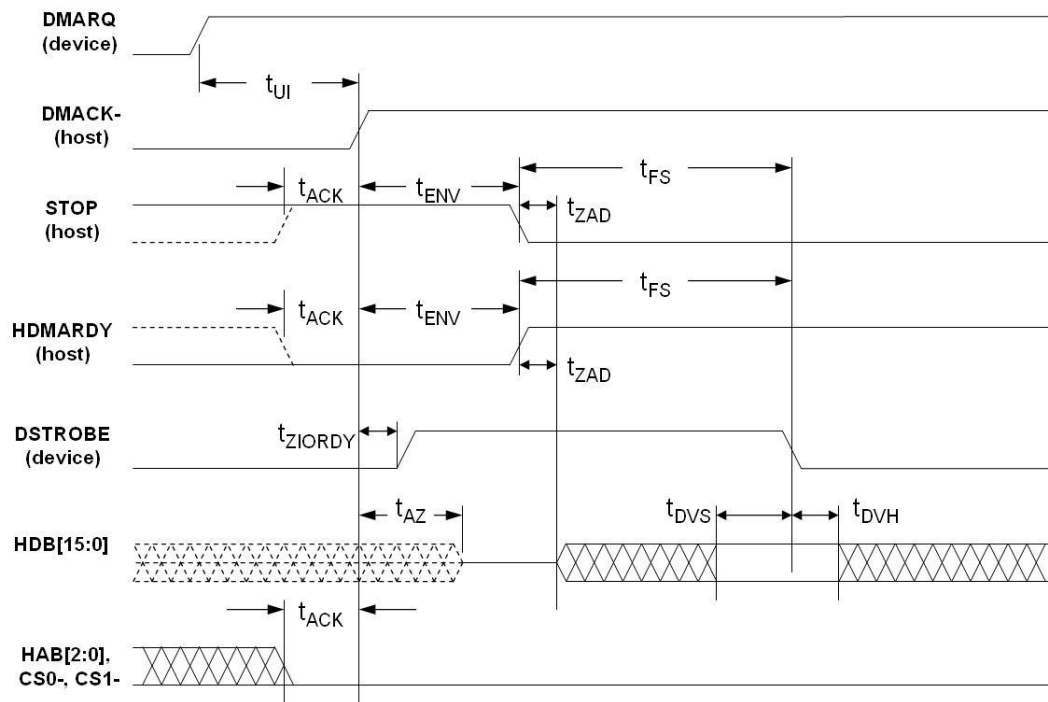 DMARQ
(device)
tUI
DMACK-
(host)
tFS
tACK
tENV
tZAD
STOP
(host)
tFS
tACK
tENV
HDMARDY
(host)
tZAD
DSTROBE
(device)
tZIORDY
tAZ
tDVS
tDVH
HDB[15:0]
tACK
HAB[2:0],
CS0-, CS1-